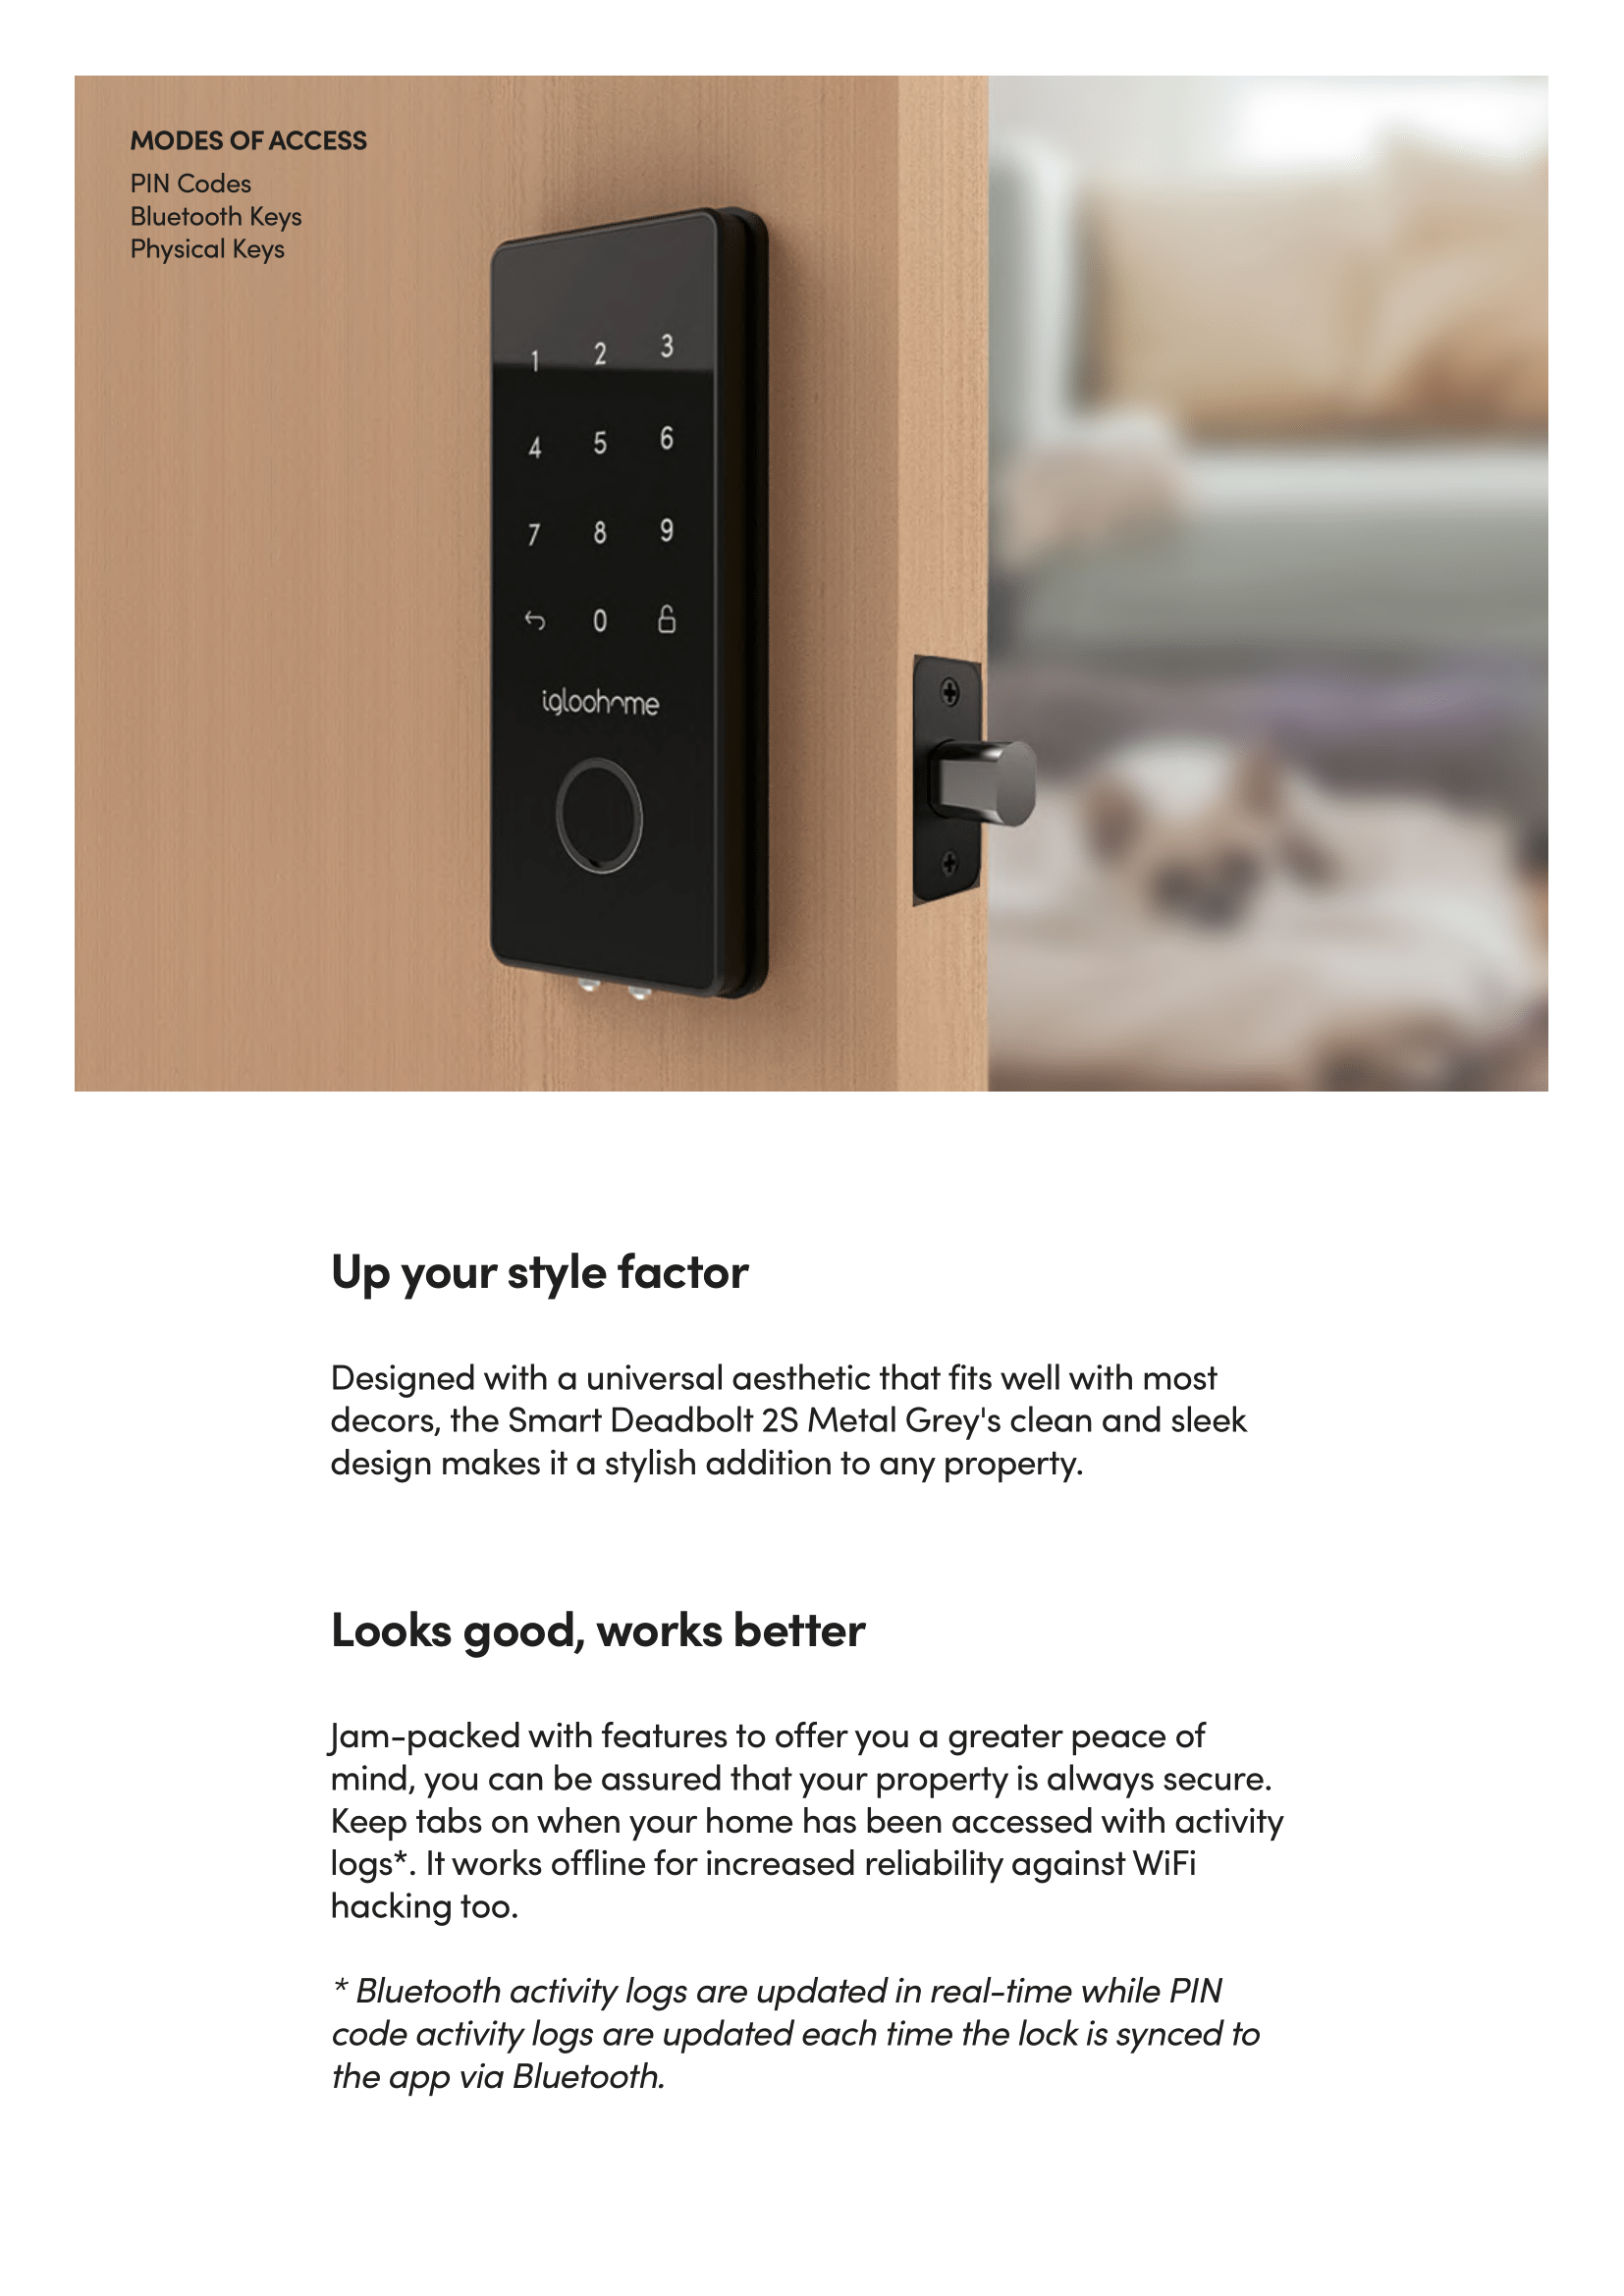 MODES OF ACCESS
PIN Codes
Bluetooth Keys
Physical Keys
1 2 3
4 5 6
7 8 9
0
igloohome
Up your style factor
Designed with a universal aesthetic that fits well with most
decors, the Smart Deadbolt 2S Metal Grey's clean and sleek
design makes it a stylish addition to any property.
Looks good, works better
Jam-packed with features to offer you a greater peace of
mind, you can be assured that your property is always secure.
Keep tabs on when your home has been accessed with activity
logs*. It works offline for increased reliability against WiFi
hacking too.
* Bluetooth activity logs are updated in real-time while PIN
code activity logs are updated each time the lock is synced to
the app via Bluetooth.